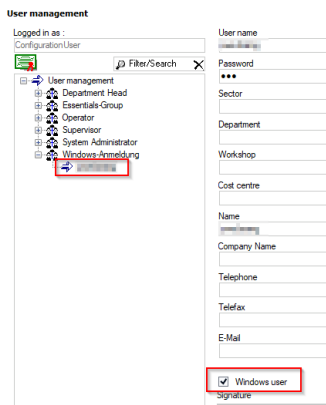 User management
Logged in as :
ConfigurationUser
Filter/Search
User management
Department Head
Essentials-Group
Operator
Supervisor
System Administrator
Windows-Anmeldung
User name
Password
•••
Sector
Department
Workshop
Cost centre
Name
Company Name
Telephone
Telefax
E-Mail
Windows user
Signature